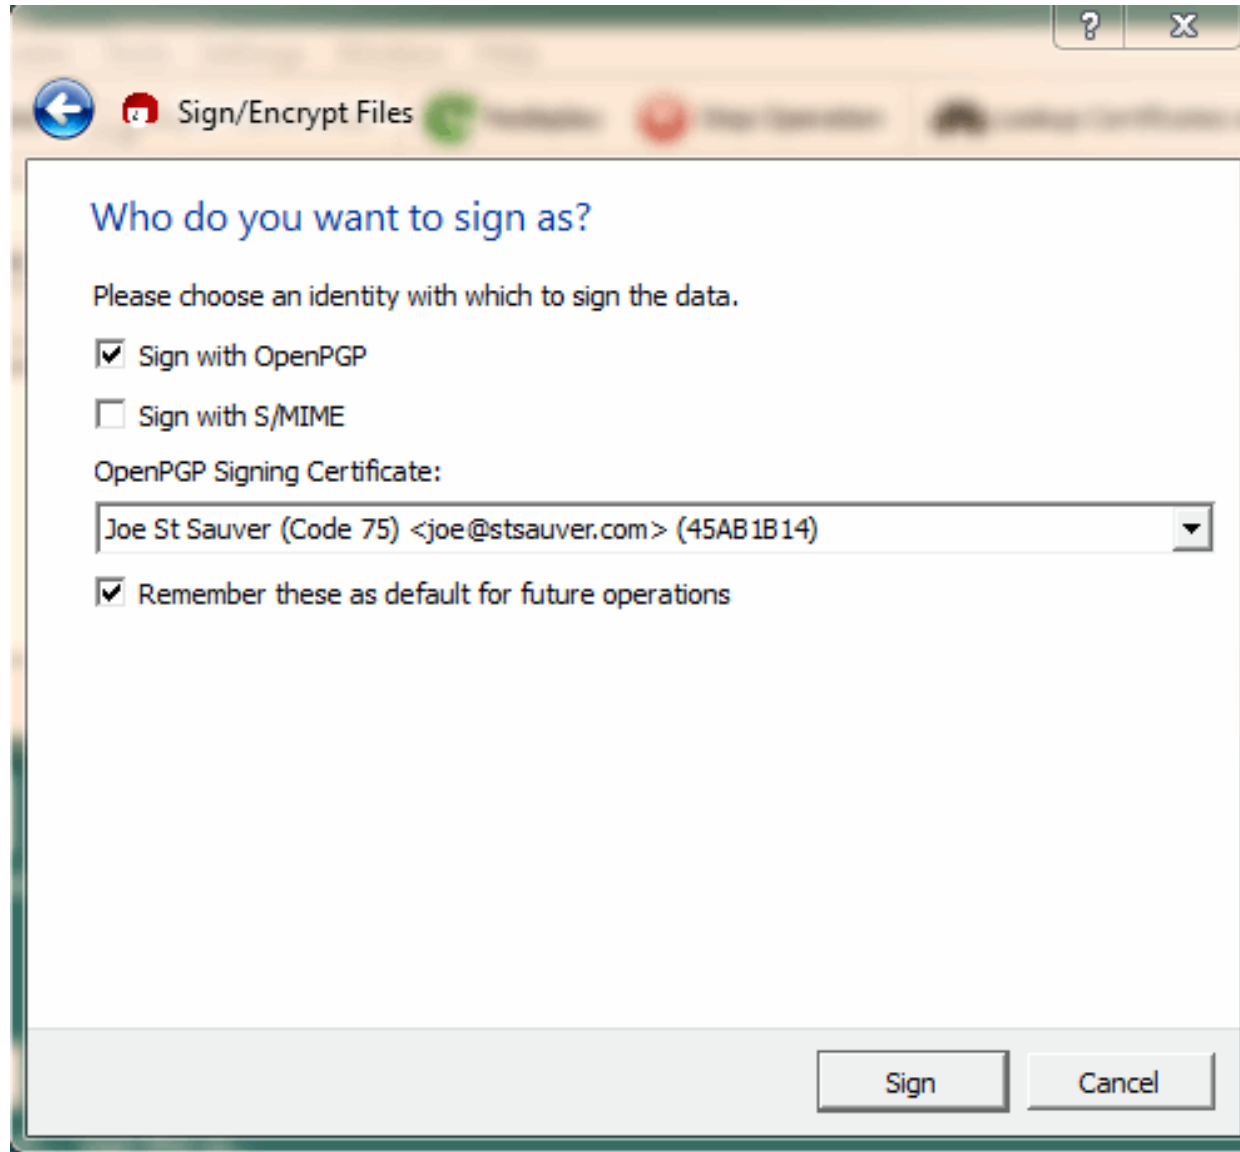 Sign/Encrypt Files
Who do you want to sign as?
Please choose an identity with which to sign the data.
Sign with OpenPGP
Sign with S/MIME
OpenPGP Signing Certificate:
Joe St Sauver (Code 75) <joe@stsauver.com> (45AB1B14)
Remember these as default for future operations
Sign Cancel